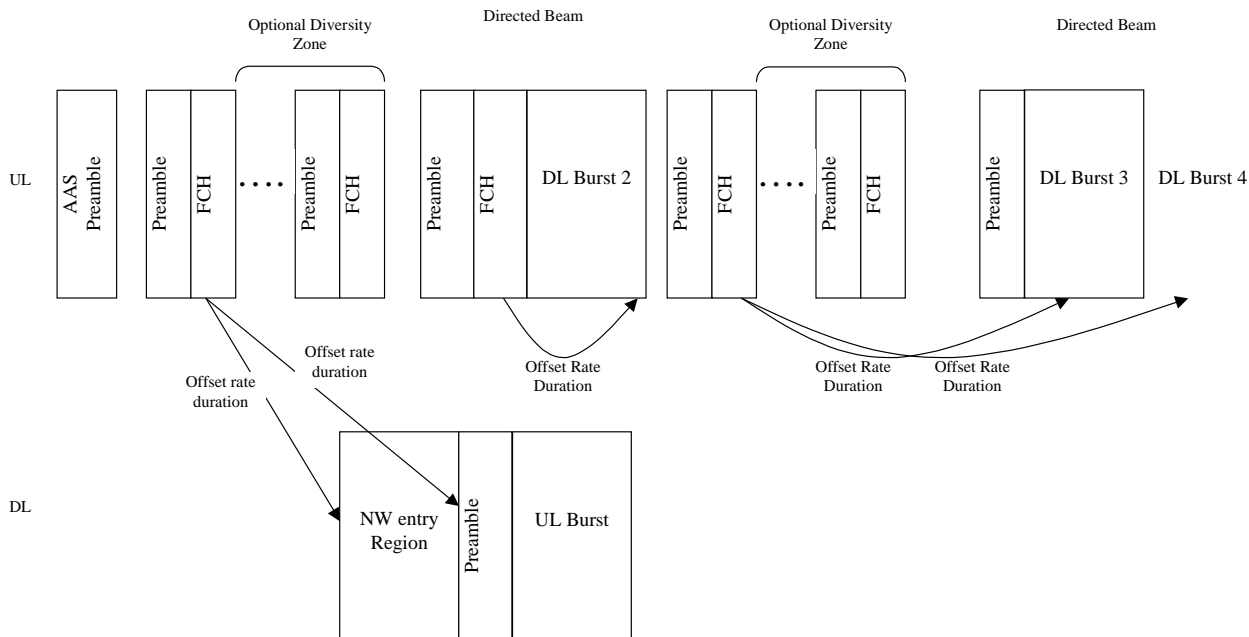 Optional Diversity
Zone
Directed Beam
Optional Diversity
Zone
Directed Beam
UL
AAS
Preamble
Preamble
FCH
Preamble
FCH
Preamble
FCH
DL Burst 2
Preamble
FCH
Preamble
FCH
Preamble
DL Burst 3
DL Burst 4
Offset rate
duration
Offset rate
duration
Offset Rate
Duration
Offset Rate
Duration
Offset Rate
Duration
DL
NW entry
Region
Preamble
UL Burst